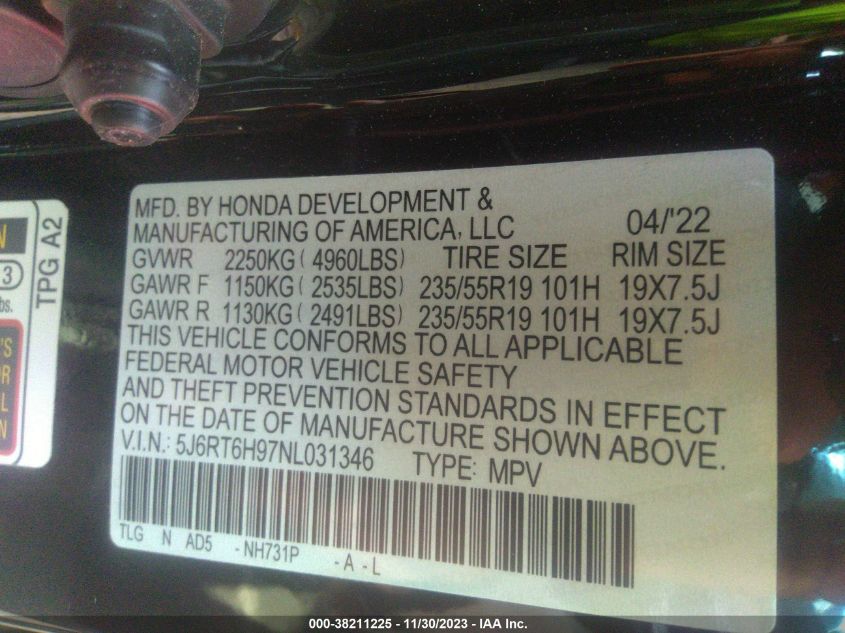 MFD. BY HONDA DEVELOPMENT &
MANUFACTURING OF AMERICA, LLC 04/'22
GVWR 2250KG ( 4960LBS) TIRE SIZE RIM SIZE
GAWR F 1150KG ( 2535LBS) 235/55R19 101H 19X7.5J
GAWR R 1130KG ( 2491LBS) 235/55R19 101H 19X7.5J
THIS VEHICLE CONFORMS TO ALL APPLICABLE
FEDERAL MOTOR VEHICLE SAFETY
AND THEFT PREVENTION STANDARDS IN EFFECT
ON THE DATE OF MANUFACTURE SHOWN ABOVE.
V.I.N.: 5J6RT6H97NL031346 TYPE: MPV
TLG N AD5 -NH731P -A-L
N
3
bs.
TPG A2
'S
OR
L
N
000-38211225 - 11/30/2023 - IAA Inc.